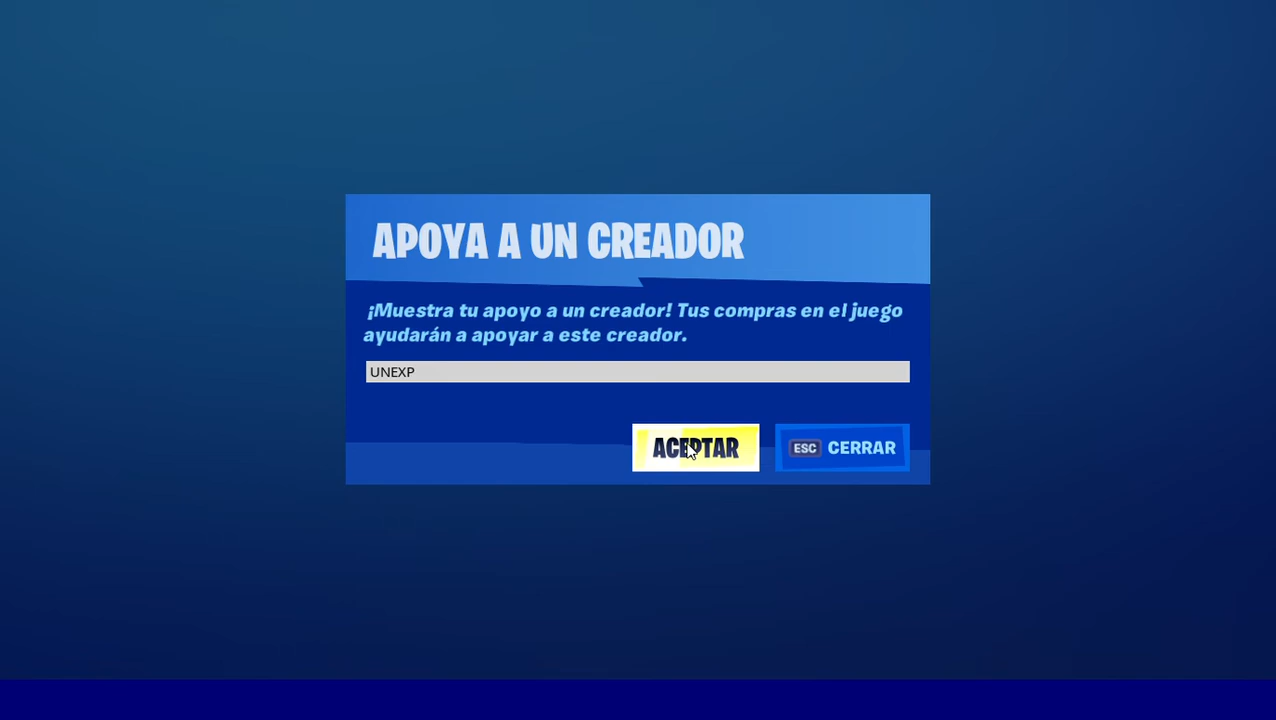 APOYA A UN CREADOR
¡Muestra tu apoyo a un creador! Tus compras en el juego
ayudarán a apoyar a este creador.
UNEXP
ACEPTAR
ESC CERRAR